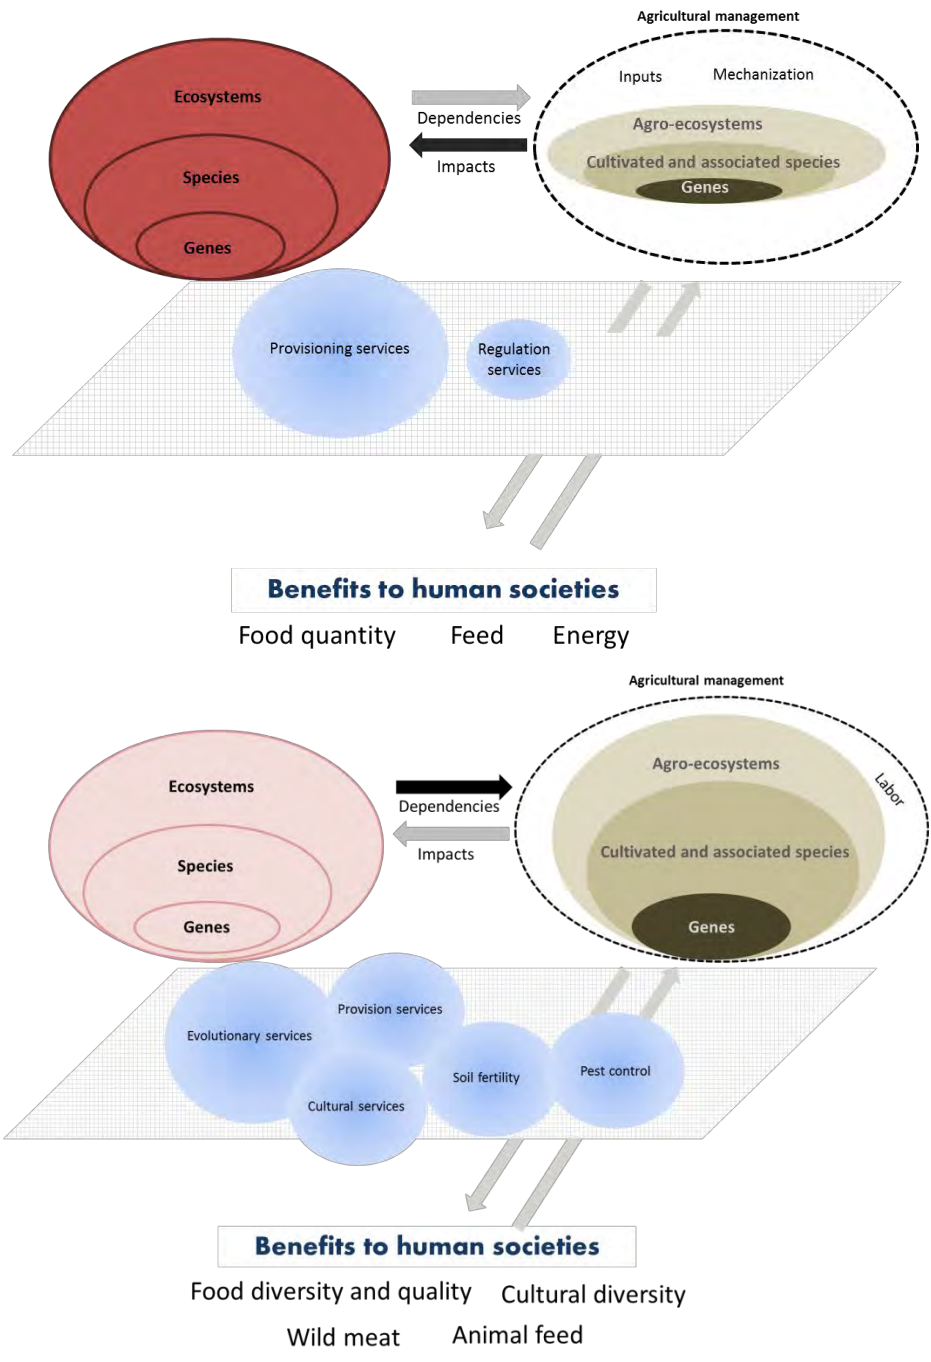 Agricultural management
Inputs
Mechanization
Ecosystems
Dependencies
Agro-ecosystems
Impacts
Cultivated and associated species
Species
Genes
Genes
Provisioning services
Regulation
services
Benefits to human societies
Food quantity
Feed
Energy
Agricultural management
Ecosystems
Agro-ecosystems
Labor
Dependencies
Impacts
Cultivated and associated species
Species
Genes
Genes
Provision services
Evolutionary services
Soil fertility
Pest control
Cultural services
Benefits to human societies
Food diversity and quality
Cultural diversity
Wild meat
Animal feed